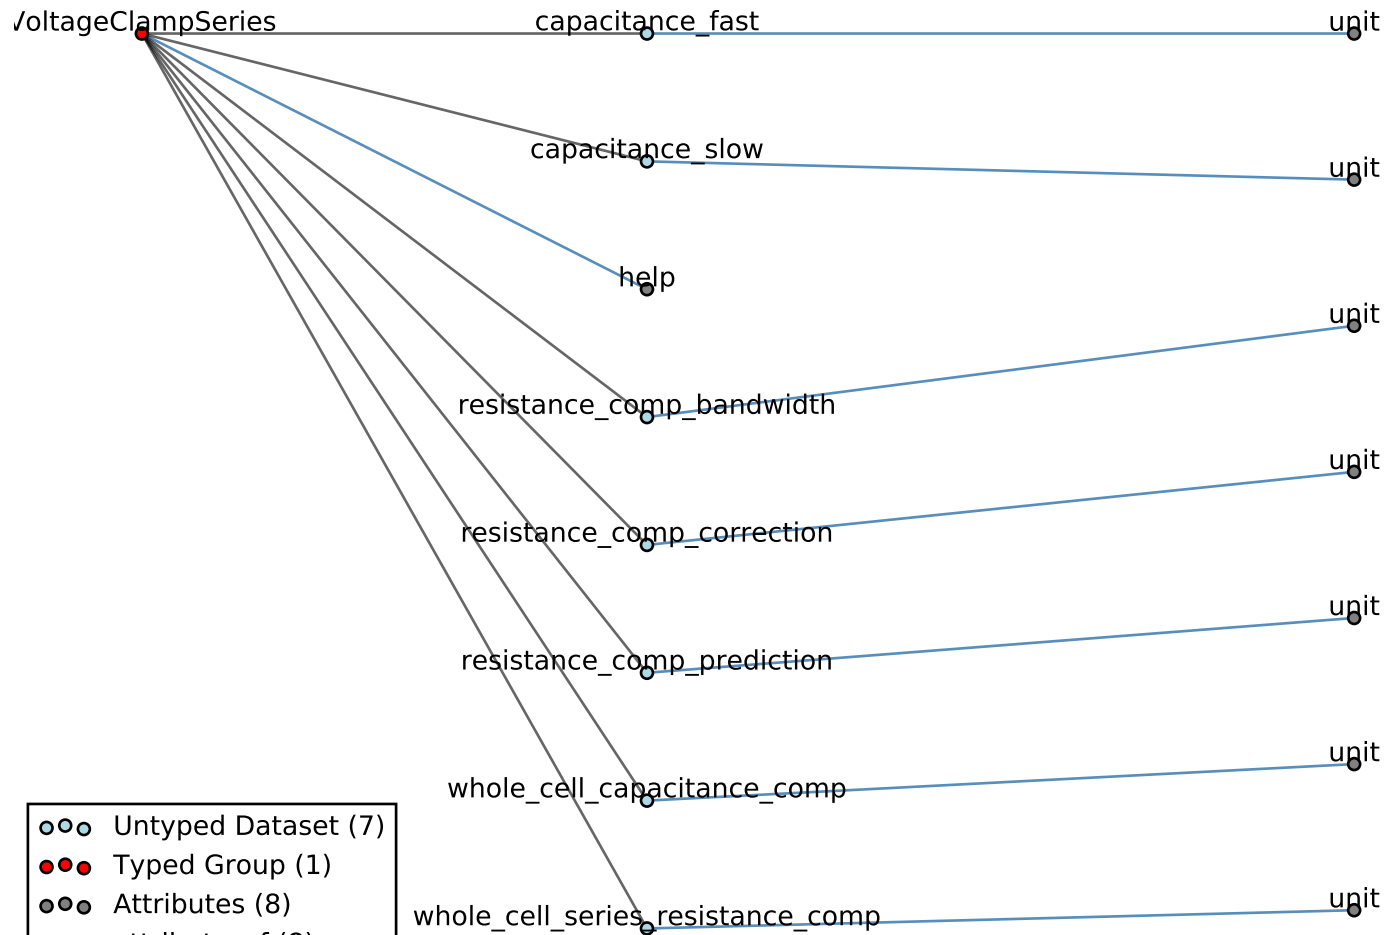 VoltageClampSeries
capacitance_fast
unit
capacitance_slow
unit
help
unit
resistance_comp_bandwidth
unit
resistance_comp_correction
unit
resistance_comp_prediction
unit
whole_cell_capacitance_comp
unit
whole_cell_series_resistance_comp
Untyped Dataset (7)
Typed Group (1)
Attributes (8)